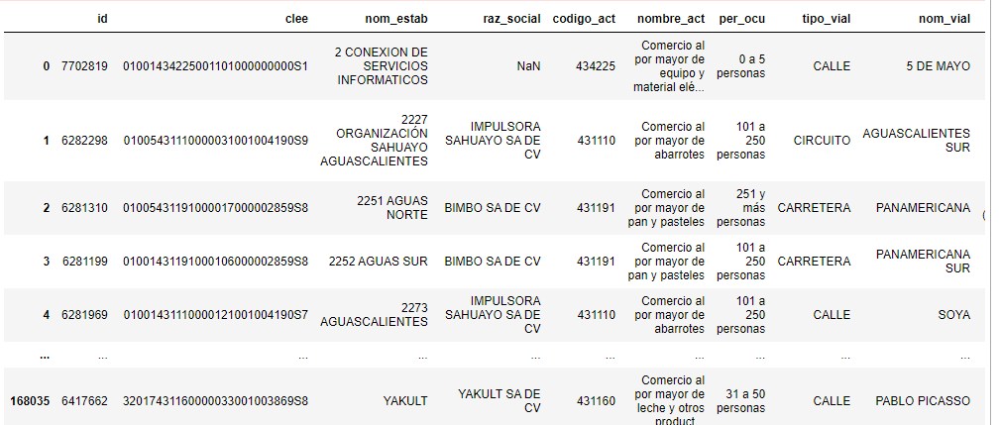 id clee nom_estab raz_social codigo_act nombre_act per_ocu tipo_vial nom_vial
0 7702819 01001434225001101000000000S1 2 CONEXION DE SERVICIOS INFORMATICOS NaN 434225 Comercio al por mayor de equipo y material elé... 0 a 5 personas CALLE 5 DE MAYO
1 6282298 01005431110000031001004190S9 2227 ORGANIZACIÓN SAHUAYO AGUASCALIENTES IMPULSORA SAHUAYO SA DE CV 431110 Comercio al por mayor de abarrotes 101 a 250 personas CIRCUITO AGUASCALIENTES SUR
2 6281310 01005431191000017000002859S8 2251 AGUAS NORTE BIMBO SA DE CV 431191 Comercio al por mayor de pan y pasteles 251 y más personas CARRETERA PANAMERICANA
3 6281199 01001431191000106000002859S8 2252 AGUAS SUR BIMBO SA DE CV 431191 Comercio al por mayor de pan y pasteles 101 a 250 personas CARRETERA PANAMERICANA SUR
4 6281969 01001431110000121001004190S7 2273 AGUASCALIENTES IMPULSORA SAHUAYO SA DE CV 431110 Comercio al por mayor de abarrotes 101 a 250 personas CALLE SOYA
... ... ... ... ... ... ... ... ... ...
168035 6417662 32017431160000033001003869S8 YAKULT YAKULT SA DE CV 431160 Comercio al por mayor de leche y otros product... 31 a 50 personas CALLE PABLO PICASSO